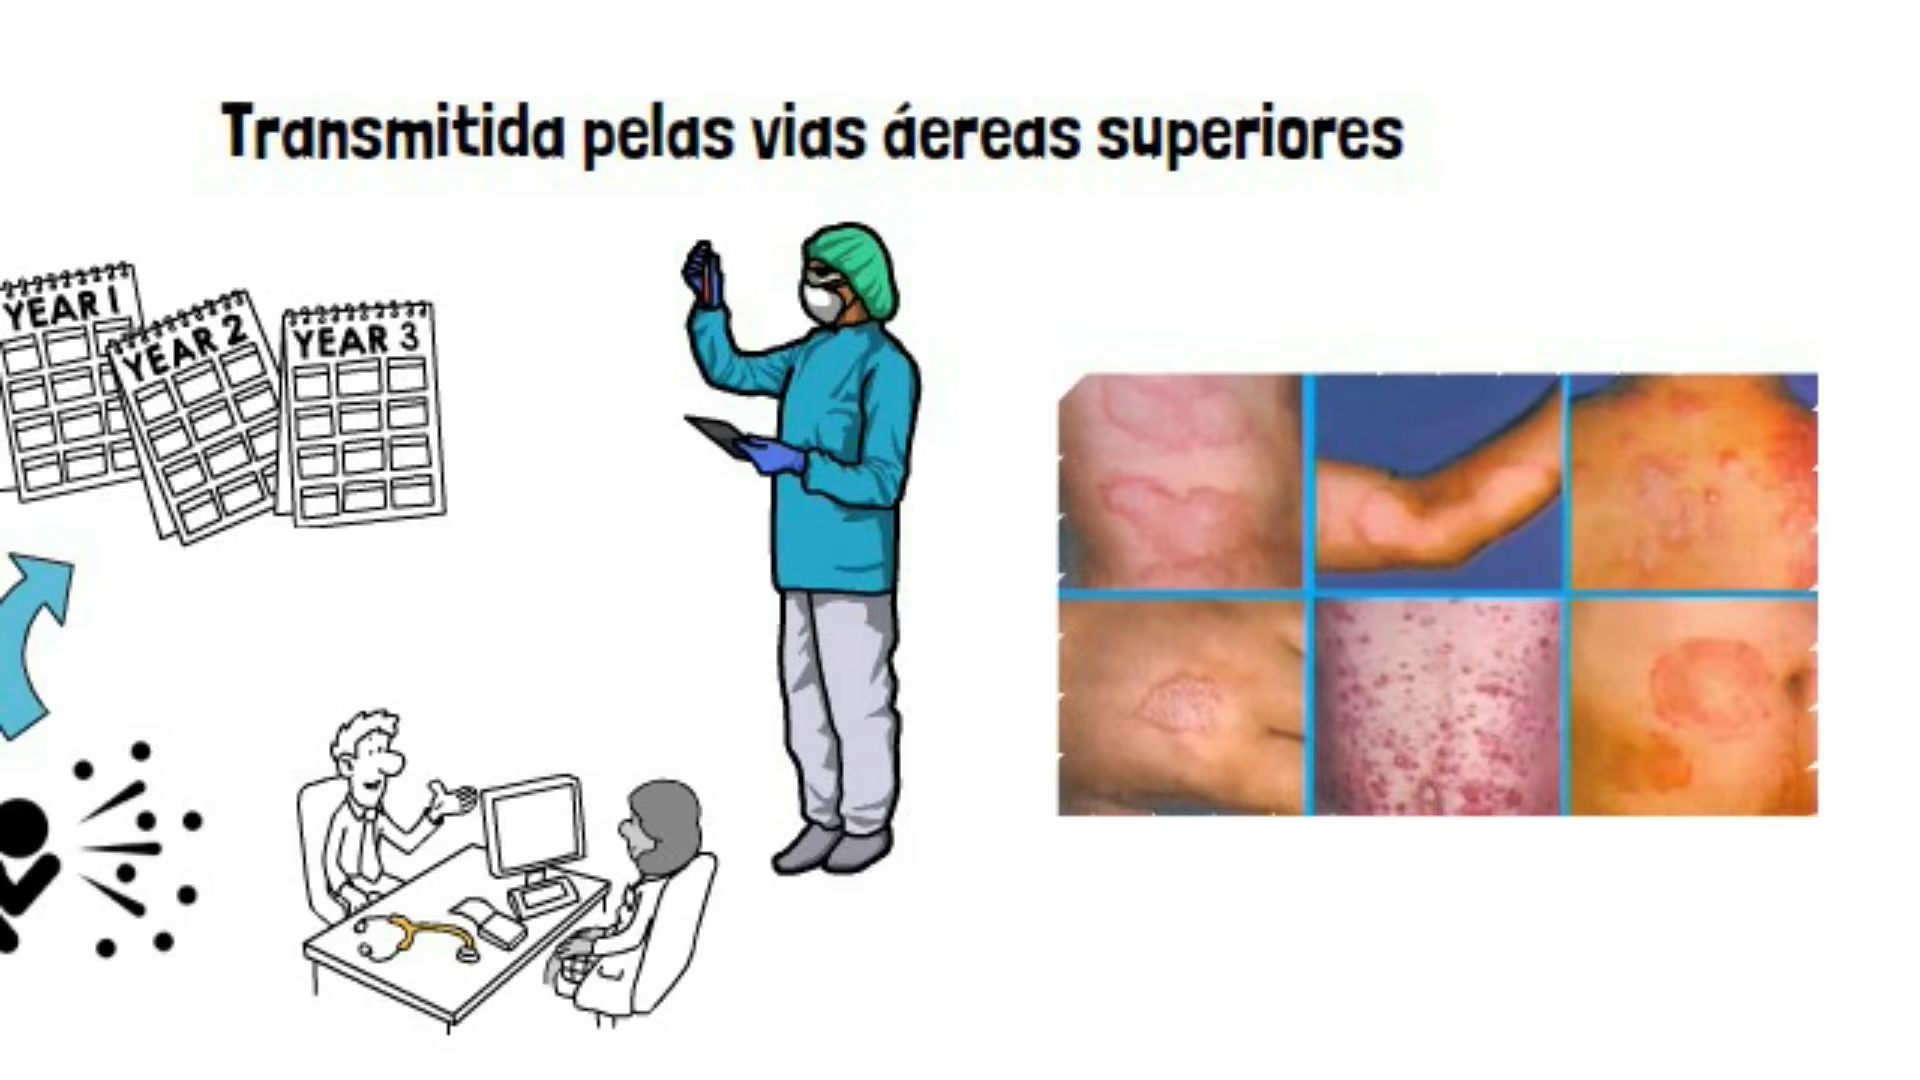 Transmitida pelas vias áereas superiores
YEAR 1
YEAR 2
YEAR 3